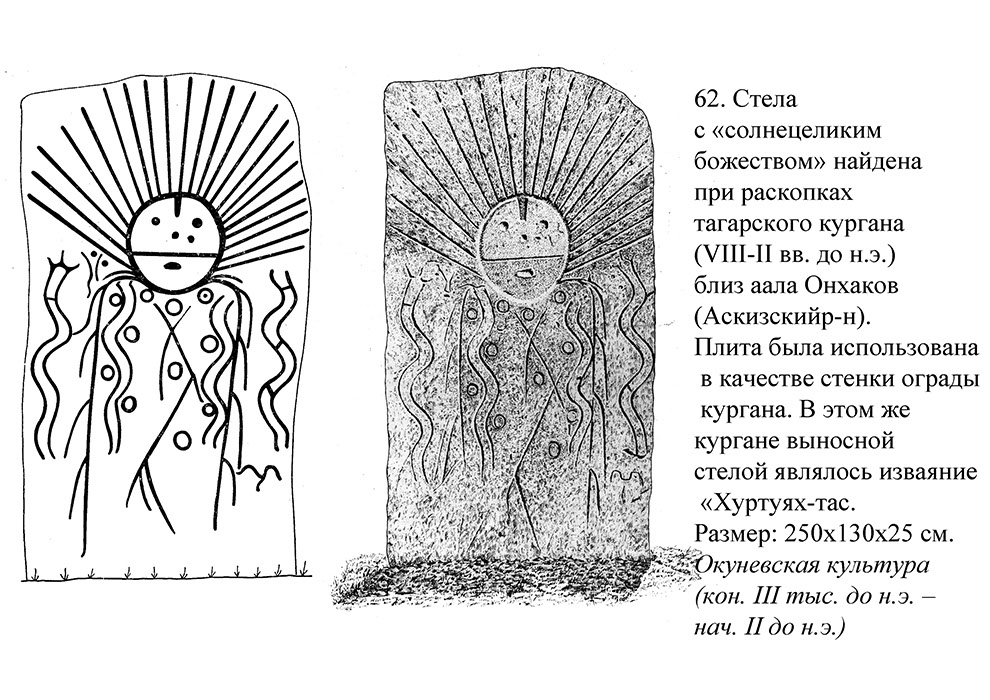 62. Стела
с «солнецеликим
божеством» найдена
при раскопках
тагарского кургана
(VIII-II вв. до н.э.)
близ аала Онхаков
(Аскизскийр-н).
Плита была использована
в качестве стенки ограды
кургана. В этом же
кургане выносной
стелой являлось изваяние
«Хуртуях-тас.
Размер: 250х130х25 см.
Окуневская культура
(кон. III тыс. до н.э. –
нач. II до н.э.)